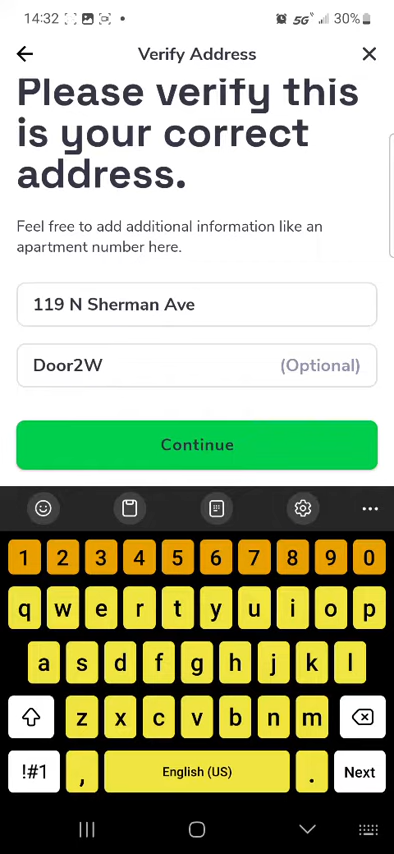 14:32 5G 30%
Verify Address
Please verify this
is your correct
address.
Feel free to add additional information like an
apartment number here.
119 N Sherman Ave
Door2W (Optional)
Continue
1 2 3 4 5 6 7 8 9 0
q w e r t y u i o p
a s d f g h j k l
z x c v b n m
!#1 , English (US) . Next